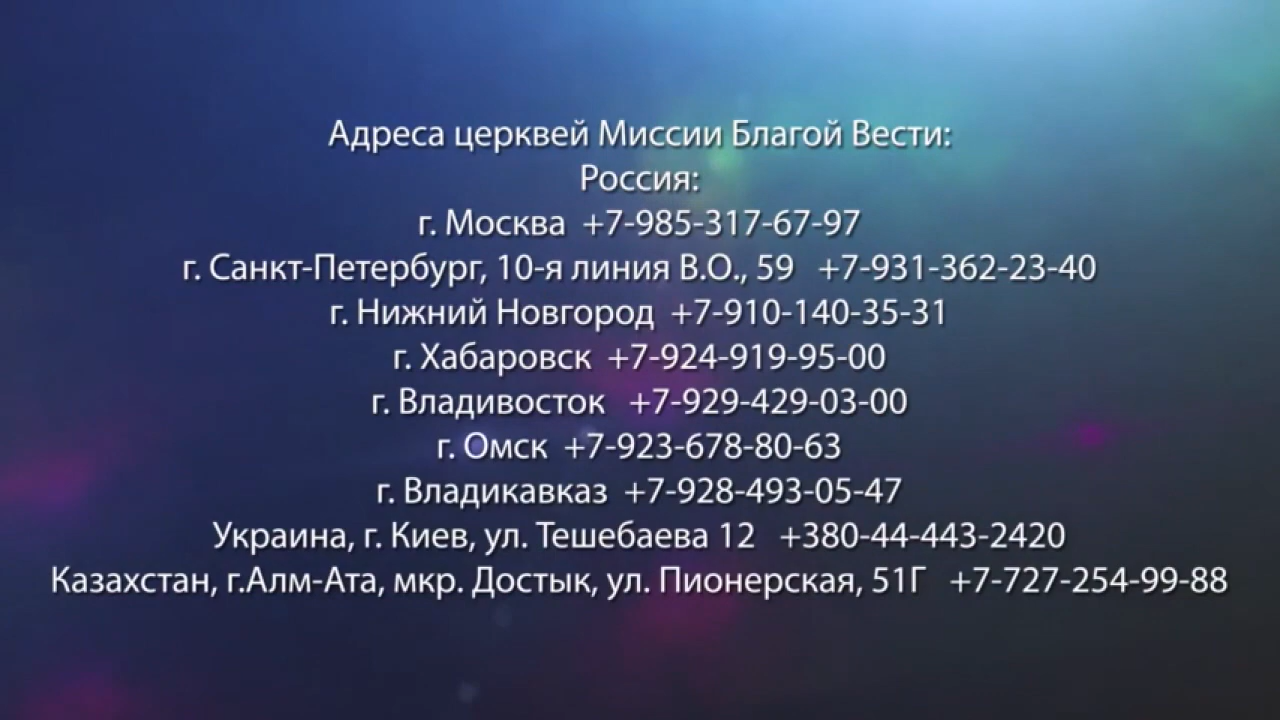 Адреса церквей Миссии Благой Вести:
Россия:
г. Москва +7-985-317-67-97
г. Санкт-Петербург, 10-я линия В.О., 59 +7-931-362-23-40
г. Нижний Новгород +7-910-140-35-31
г. Хабаровск +7-924-919-95-00
г. Владивосток +7-929-429-03-00
г. Омск +7-923-678-80-63
г. Владикавказ +7-928-493-05-47
Украина, г. Киев, ул. Тешебаева 12 +380-44-443-2420
Казахстан, г.Алм-Ата, мкр. Достык, ул. Пионерская, 51Г +7-727-254-99-88